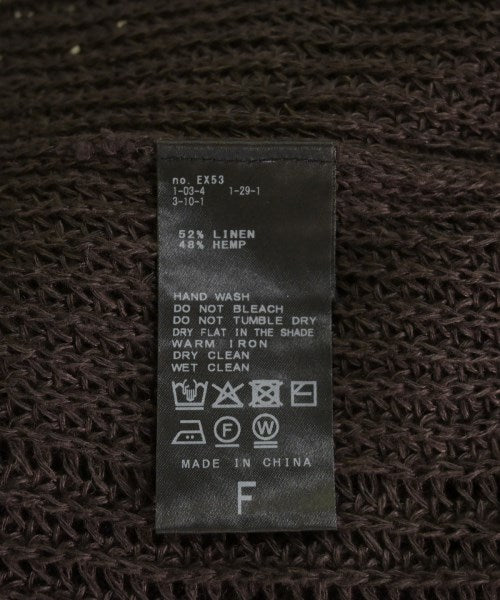 no. EX53
1-03-4 1-29-1
3-10-1
52% LINEN
48% HEMP
HAND WASH
DO NOT BLEACH
DO NOT TUMBLE DRY
DRY FLAT IN THE SHADE
WARM IRON
DRY CLEAN
WET CLEAN
F W
MADE IN CHINA
F